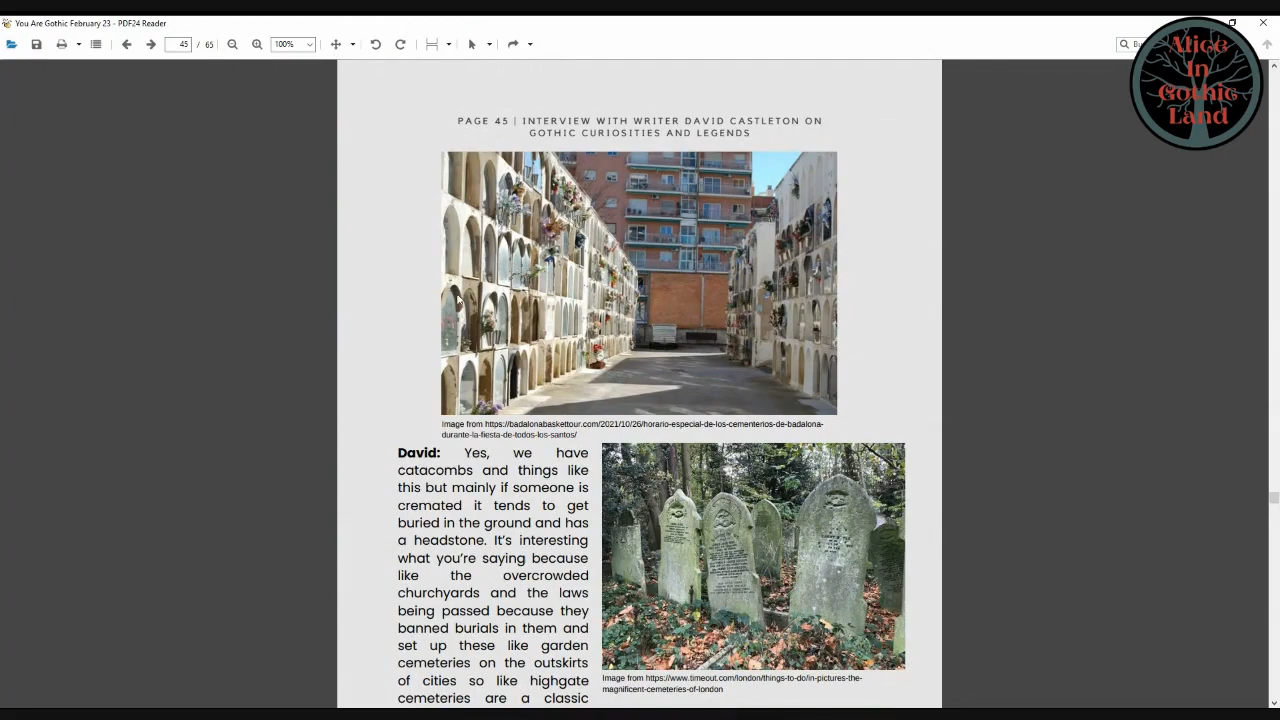 You Are Gothic February 23 - PDF24 Reader
45 / 65
100%
Alice
In
Gothic
Land
PAGE 45 | INTERVIEW WITH WRITER DAVID CASTLETON ON
GOTHIC CURIOSITIES AND LEGENDS
Image from https://badalonabaskettour.com/2021/10/26/horario-especial-de-los-cementerios-de-badalona-
durante-la-fiesta-de-todos-los-santos/
David: Yes, we have
catacombs and things like
this but mainly if someone is
cremated it tends to get
buried in the ground and has
a headstone. It's interesting
what you're saying because
like the overcrowded
churchyards and the laws
being passed because they
banned burials in them and
set up these like garden
cemeteries on the outskirts
of cities so like highgate
cemeteries are a classic
Image from https://www.timeout.com/london/things-to-do/in-pictures-the-
magnificent-cemeteries-of-london